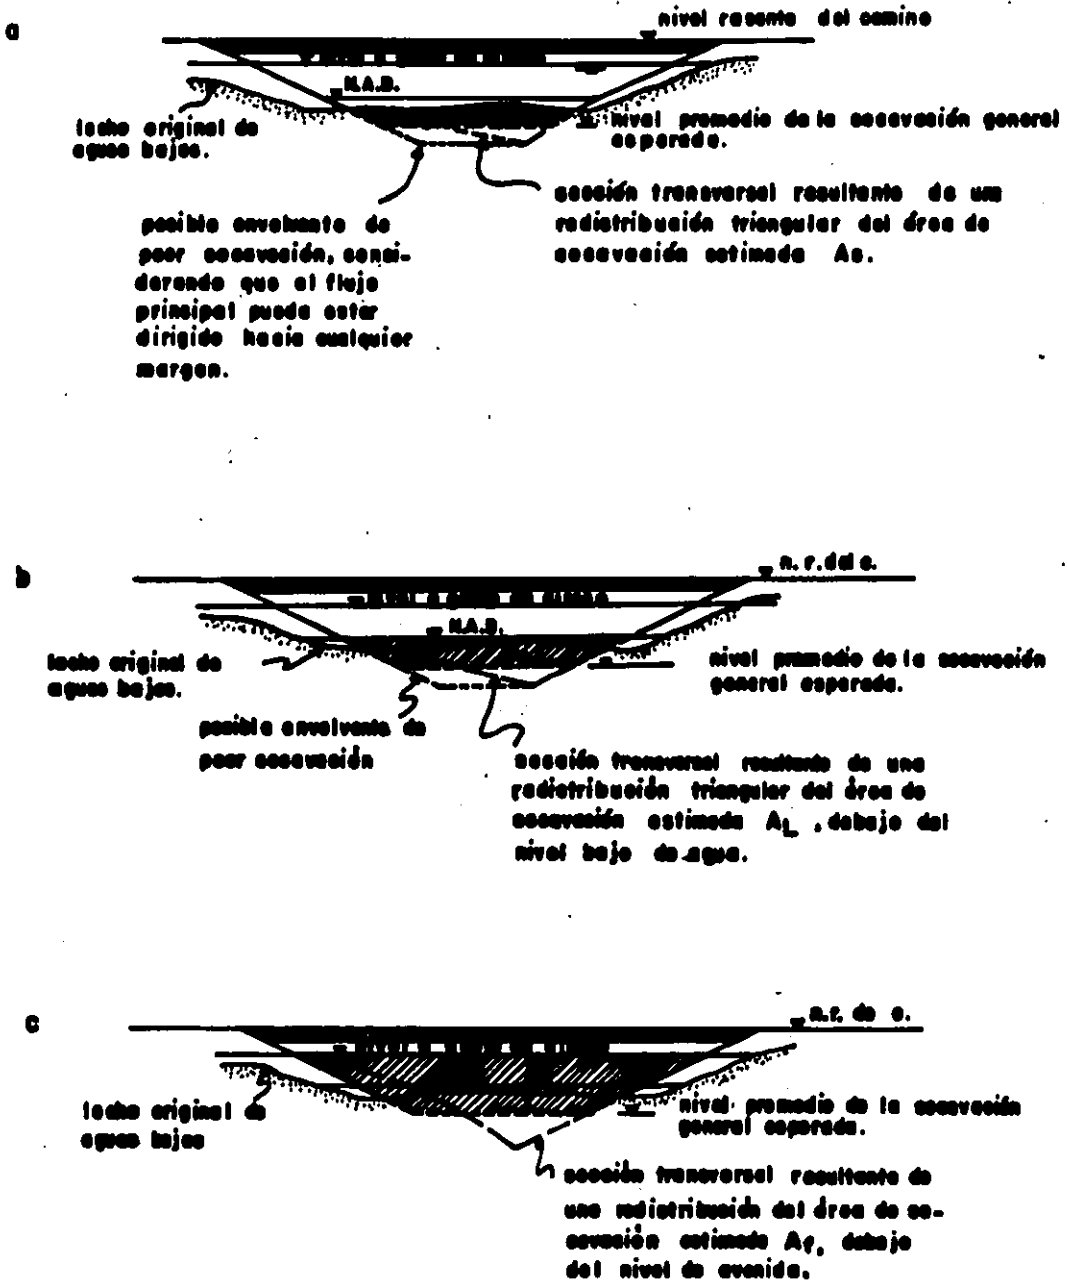 a
nivel rasante del camino
N.A.B.
lecho original de
aguas bajas.
nivel promedio de la socavación general
esperada.
posible envolvente de
peor socavación, consi-
derando que el flujo
principal puede estar
dirigido hacia cualquier
margen.
sección transversal resultante de una
redistribución triangular del área de
socavación estimada As.
b
n. r. del c.
N.A.B.
lecho original de
aguas bajas.
nivel promedio de la socavación
general esperada.
posible envolvente de
peor socavación
sección transversal resultante de una
redistribución triangular del área de
socavación estimada AL , debajo del
nivel bajo de agua.
c
n.r. de c.
lecho original de
aguas bajas
nivel promedio de la socavación
general esperada.
sección transversal resultante de
una redistribución del área de so-
cavación estimada Af, debajo
del nivel de avenida.